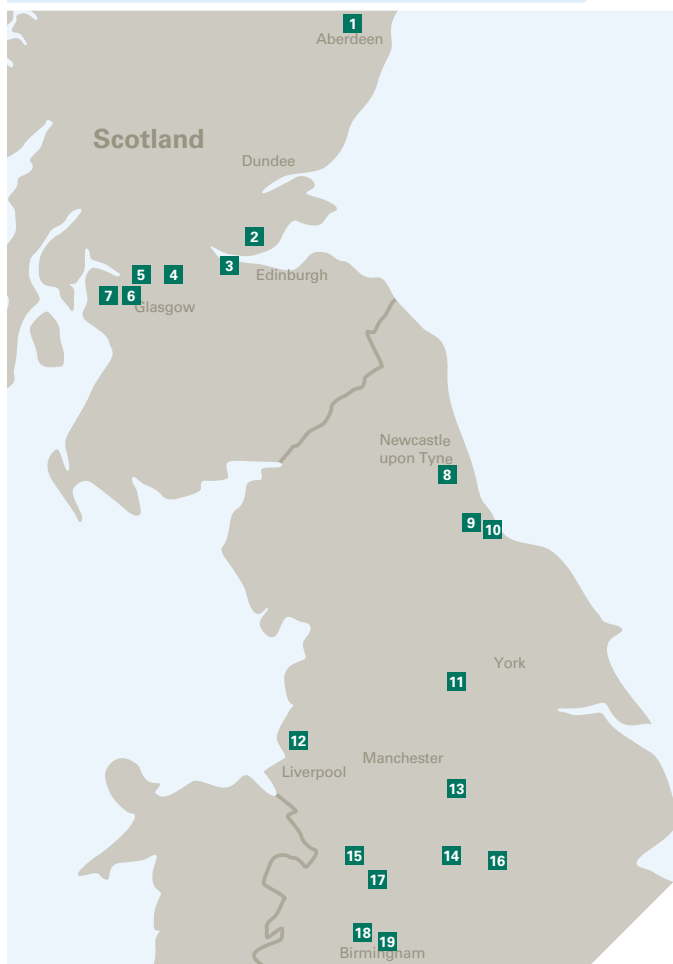 1
Aberdeen
Scotland
Dundee
2
3
Edinburgh
5
4
7
6
Glasgow
Newcastle
upon Tyne
8
9
10
York
11
12
Manchester
Liverpool
13
15
14
16
17
18
19
Birmingham